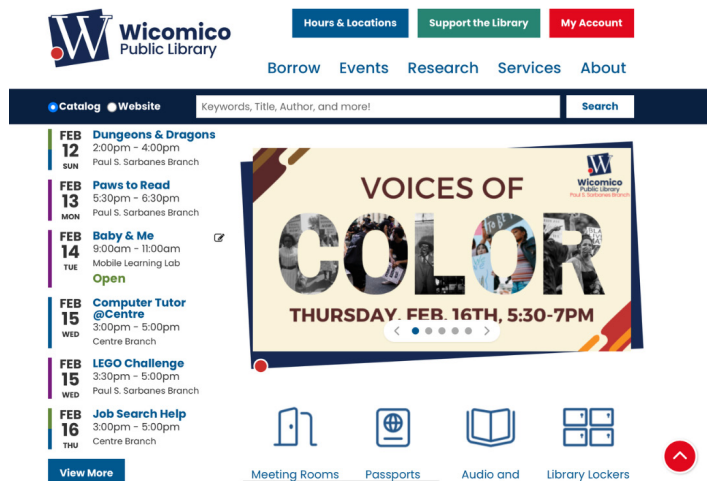 Wicomico
Public Library
Hours & Locations
Support the Library
My Account
Borrow
Events
Research
Services
About
Catalog
Website
Keywords, Title, Author, and more!
Search
FEB
12
SUN
Dungeons & Dragons
2:00pm - 4:00pm
Paul S. Sarbanes Branch
FEB
13
MON
Paws to Read
5:30pm - 6:30pm
Paul S. Sarbanes Branch
FEB
14
TUE
Baby & Me
9:00am - 11:00am
Mobile Learning Lab
Open
FEB
15
WED
Computer Tutor
@Centre
3:00pm - 5:00pm
Centre Branch
FEB
15
WED
LEGO Challenge
3:30pm - 5:00pm
Paul S. Sarbanes Branch
FEB
16
THU
Job Search Help
3:00pm - 5:00pm
Centre Branch
View More
W
Wicomico
Public Library
Paul S. Sarbanes Branch
VOICES OF
COLOR
THURSDAY, FEB. 16TH, 5:30-7PM
Meeting Rooms
Passports
Audio and
Library Lockers